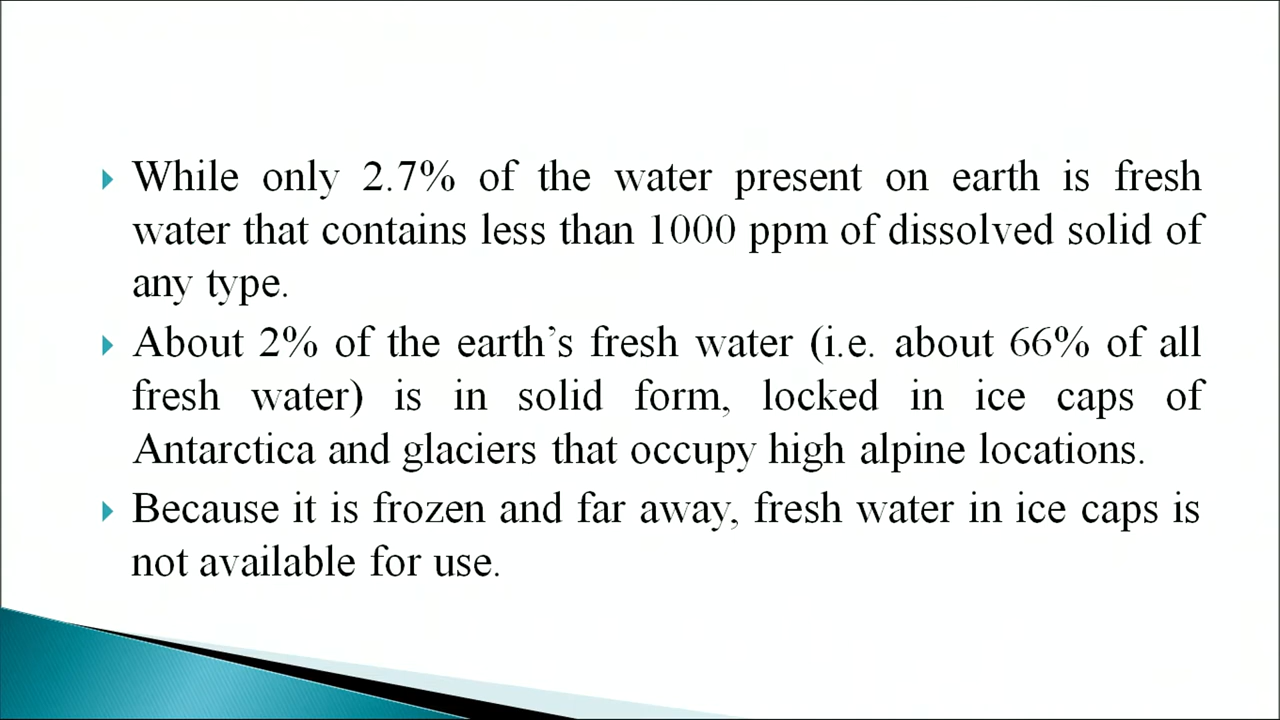 While only 2.7% of the water present on earth is fresh
water that contains less than 1000 ppm of dissolved solid of
any type.
About 2% of the earth’s fresh water (i.e. about 66% of all
fresh water) is in solid form, locked in ice caps of
Antarctica and glaciers that occupy high alpine locations.
Because it is frozen and far away, fresh water in ice caps is
not available for use.